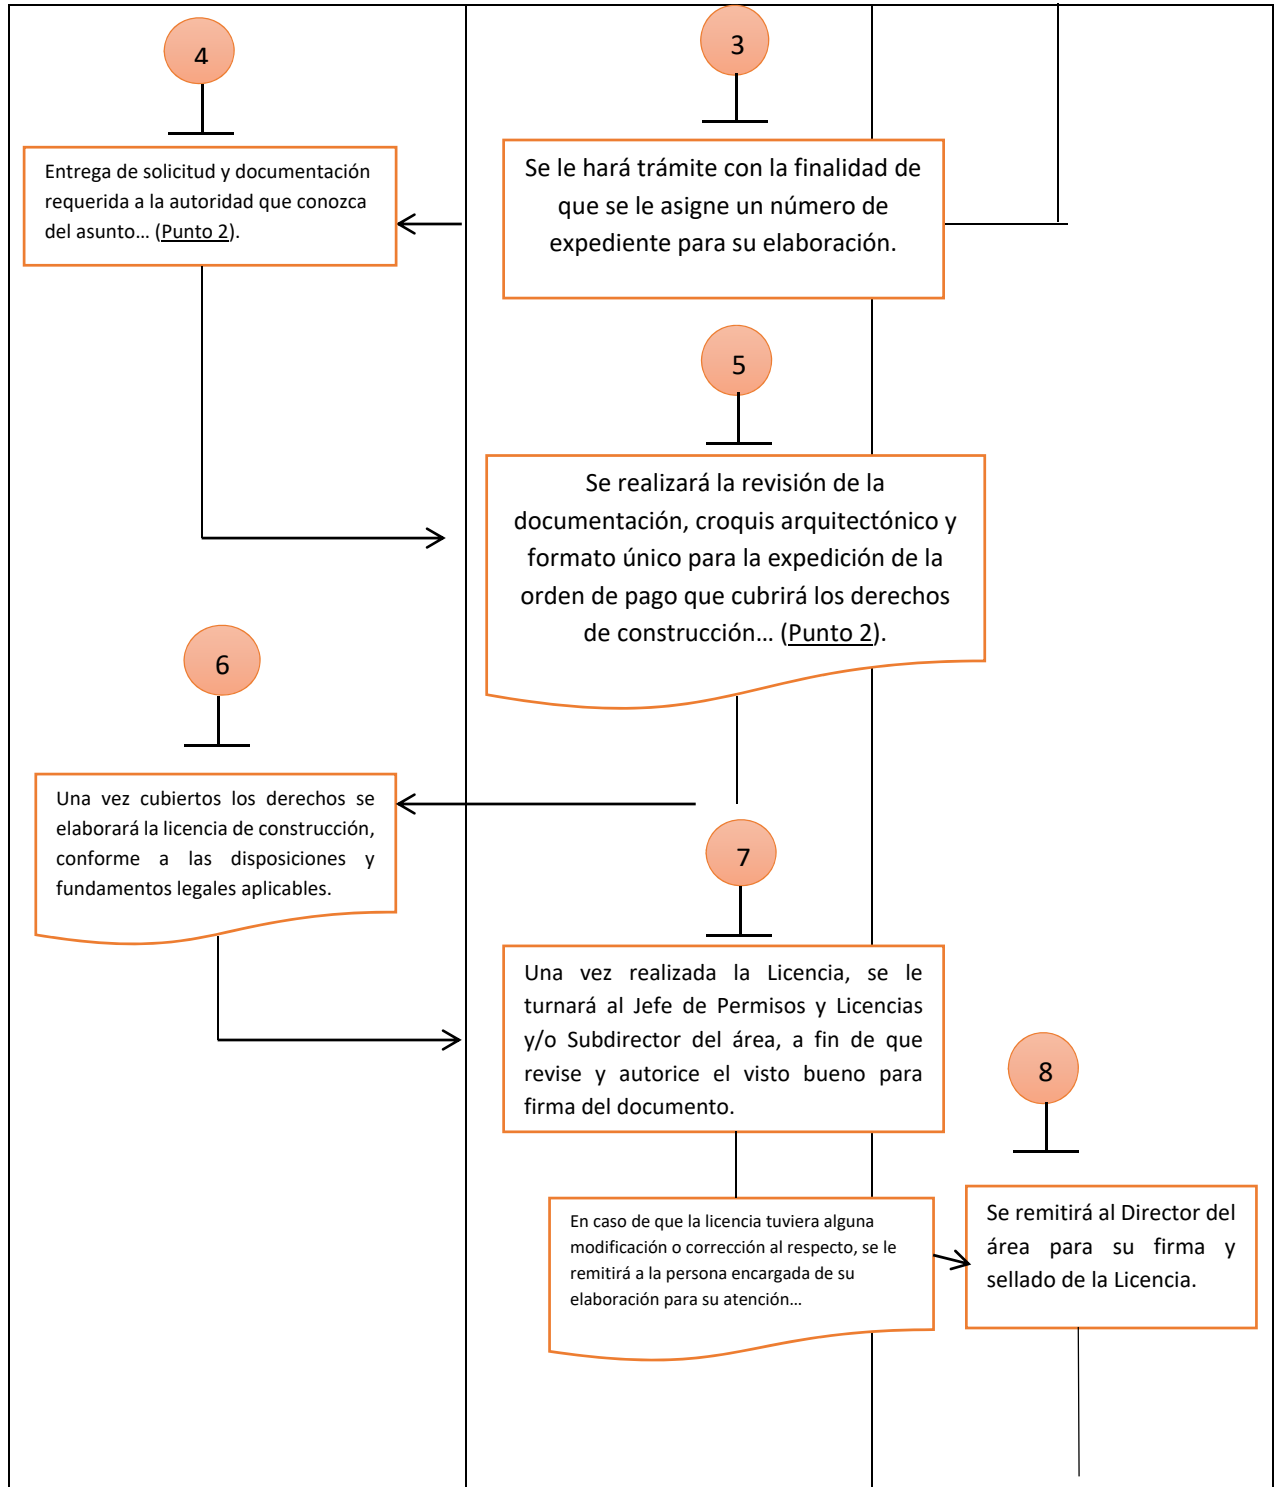 3
Se le hará trámite con la finalidad de
que se le asigne un número de
expediente para su elaboración.
4
Entrega de solicitud y documentación
requerida a la autoridad que conozca
del asunto... (Punto 2).
5
Se realizará la revisión de la
documentación, croquis arquitectónico y
formato único para la expedición de la
orden de pago que cubrirá los derechos
de construcción... (Punto 2).
6
Una vez cubiertos los derechos se
elaborará la licencia de construcción,
conforme a las disposiciones y
fundamentos legales aplicables.
7
Una vez realizada la Licencia, se le
turnará al Jefe de Permisos y Licencias
y/o Subdirector del área, a fin de que
revise y autorice el visto bueno para
firma del documento.
En caso de que la licencia tuviera alguna
modificación o corrección al respecto, se le
remitirá a la persona encargada de su
elaboración para su atención...
8
Se remitirá al Director del
área para su firma y
sellado de la Licencia.